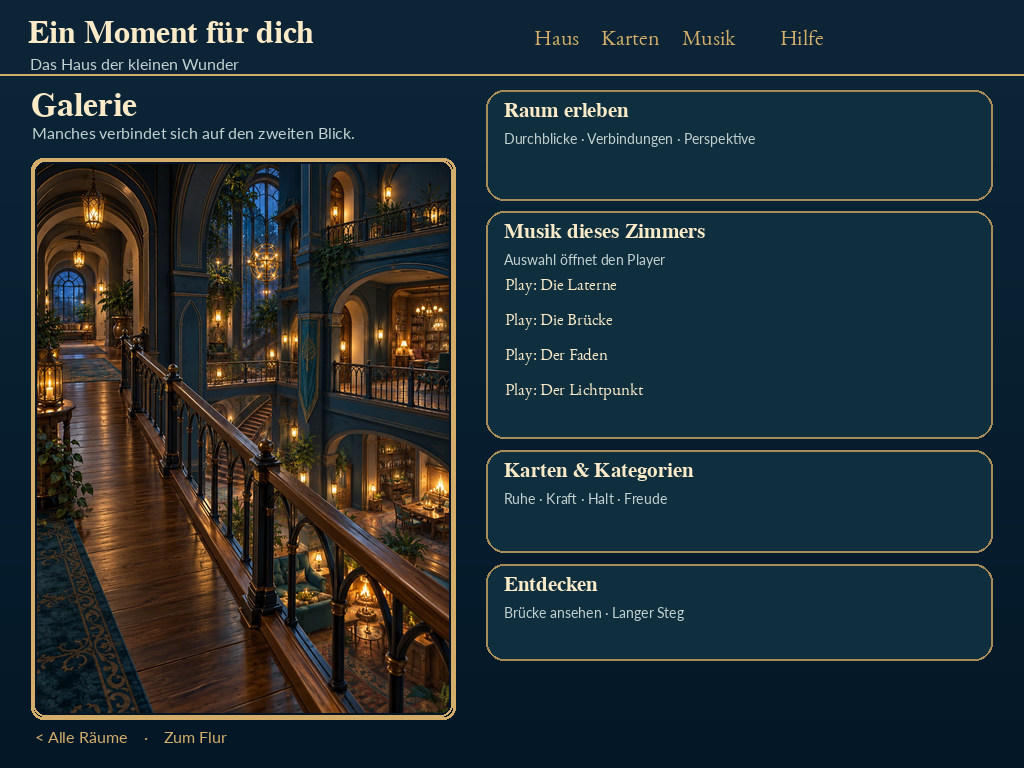 Ein Moment für dich
Das Haus der kleinen Wunder
Haus Karten Musik Hilfe
Galerie
Manches verbindet sich auf den zweiten Blick.
< Alle Räume · Zum Flur
Raum erleben
Durchblicke · Verbindungen · Perspektive
Musik dieses Zimmers
Auswahl öffnet den Player
Play: Die Laterne
Play: Die Brücke
Play: Der Faden
Play: Der Lichtpunkt
Karten & Kategorien
Ruhe · Kraft · Halt · Freude
Entdecken
Brücke ansehen · Langer Steg